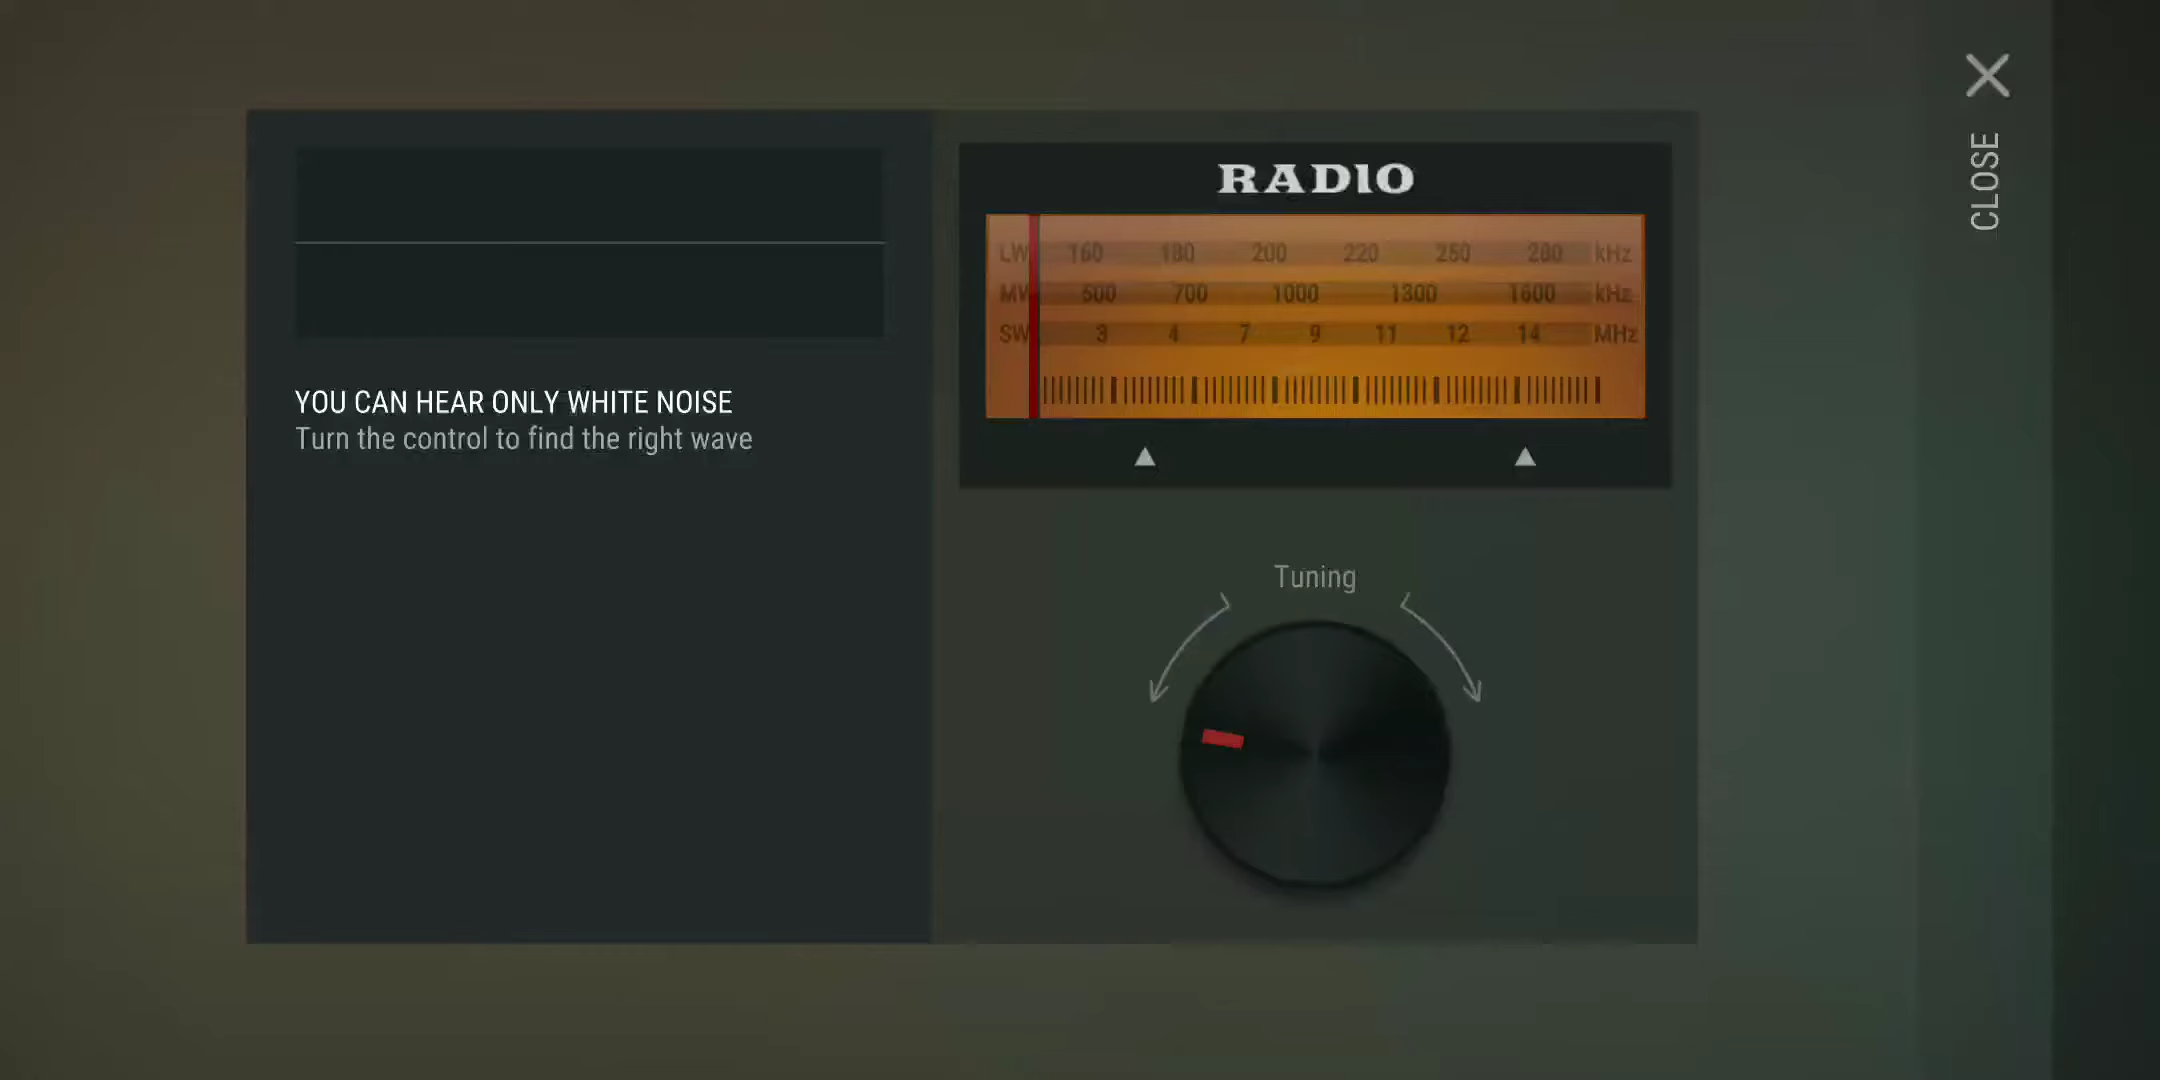 RADIO
LW 160 180 200 220 250 280 kHz
MW 500 700 1000 1300 1600 kHz
SW 3 4 7 9 11 12 14 MHz
YOU CAN HEAR ONLY WHITE NOISE
Turn the control to find the right wave
Tuning
CLOSE